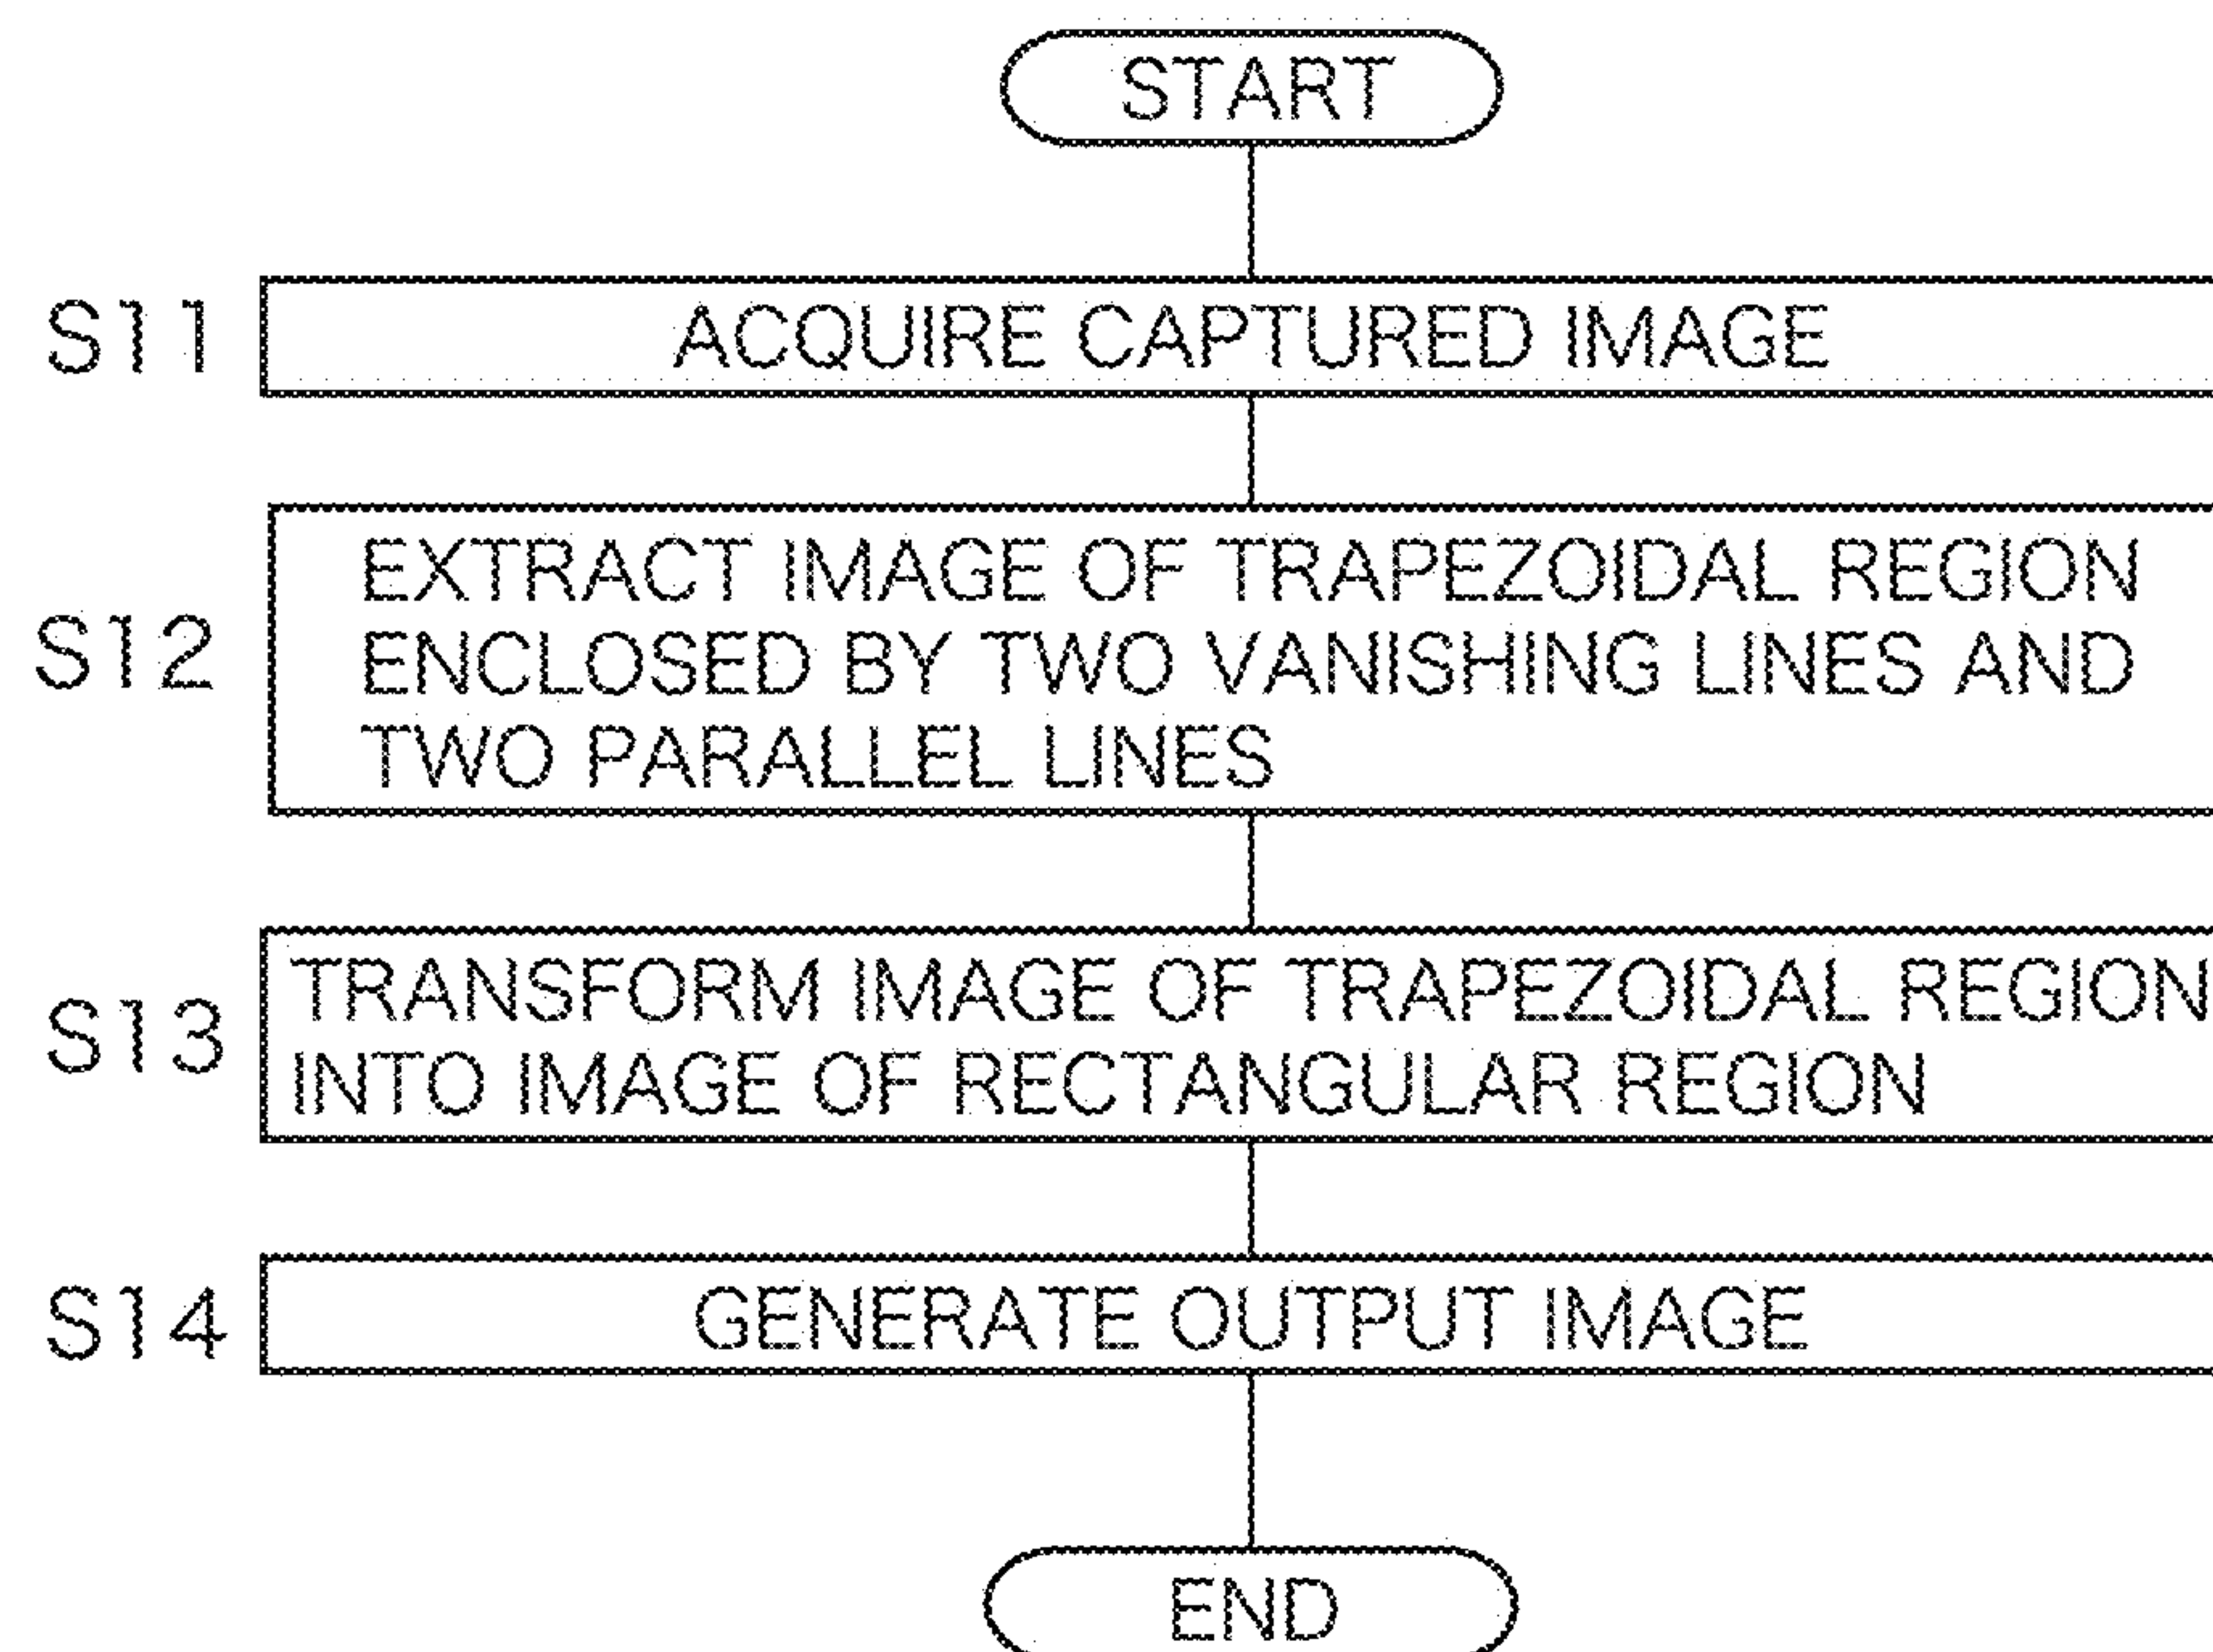 START
S11
ACQUIRE CAPTURED IMAGE
S12
EXTRACT IMAGE OF TRAPEZOIDAL REGION
ENCLOSED BY TWO VANISHING LINES AND
TWO PARALLEL LINES
S13
TRANSFORM IMAGE OF TRAPEZOIDAL REGION
INTO IMAGE OF RECTANGULAR REGION
S14
GENERATE OUTPUT IMAGE
END